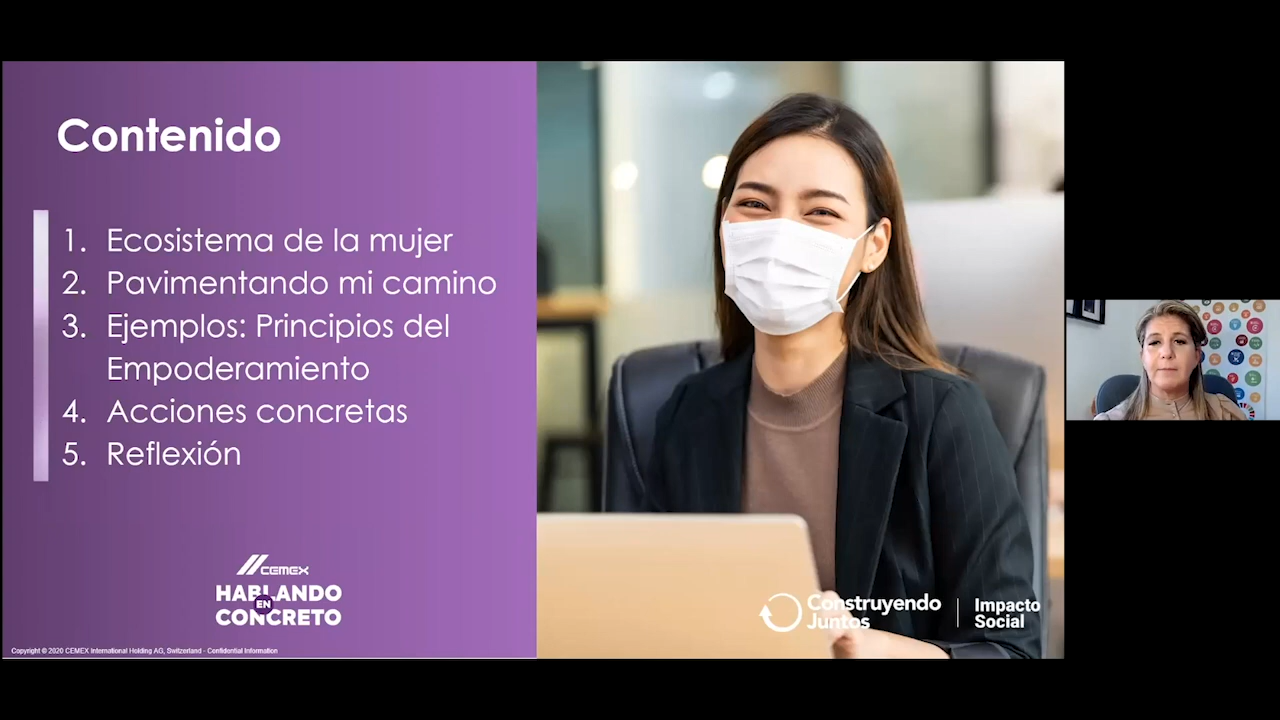 Contenido
1. Ecosistema de la mujer
2. Pavimentando mi camino
3. Ejemplos: Principios del
Empoderamiento
4. Acciones concretas
5. Reflexión
CEMEX
HABLANDO
EN
CONCRETO
Construyendo
Juntos
Impacto
Social
Copyright © 2020 CEMEX International Holding AG, Switzerland - Confidential Information